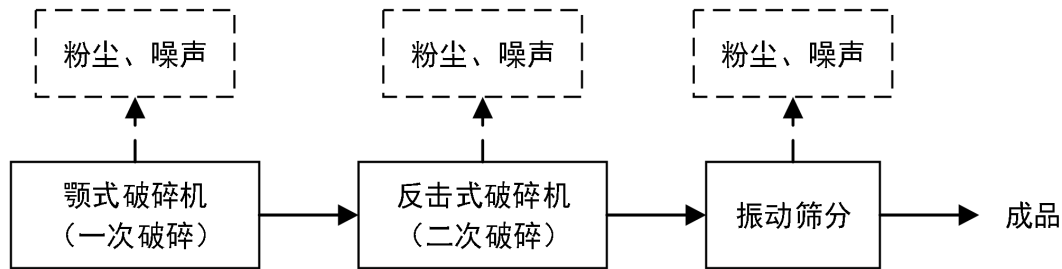 粉尘、噪声
粉尘、噪声
粉尘、噪声
颚式破碎机
（一次破碎）
反击式破碎机
（二次破碎）
振动筛分
成品